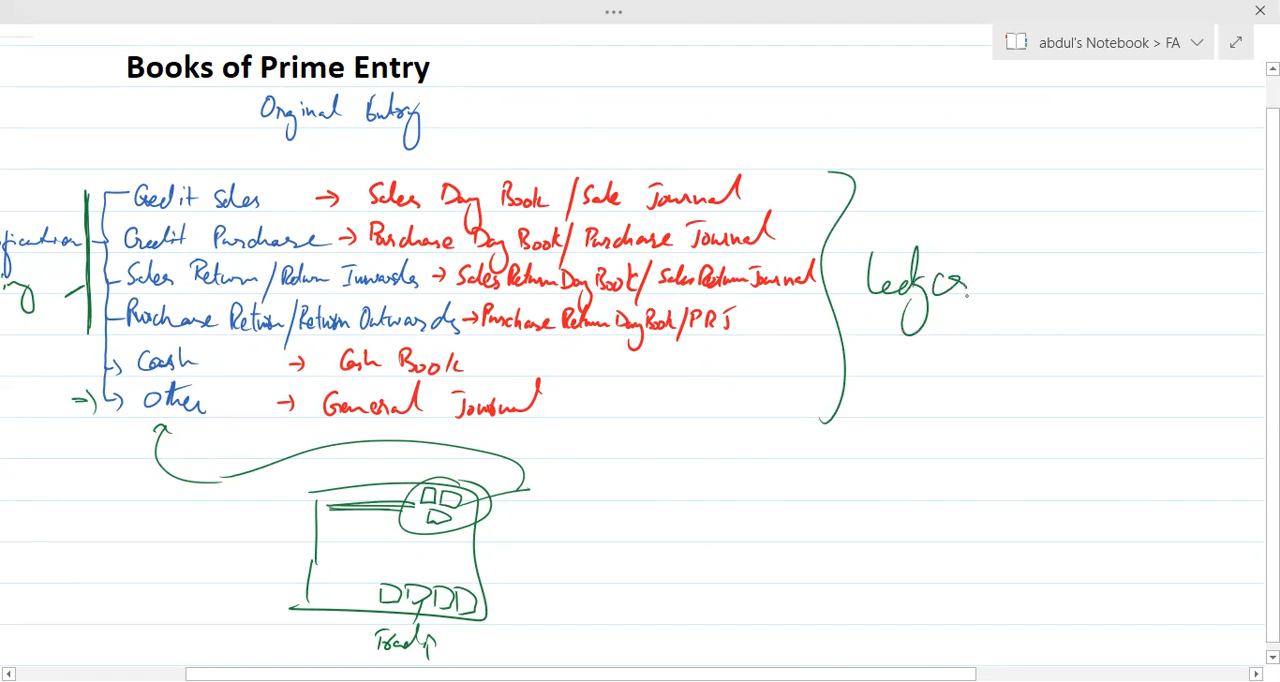 abdul's Notebook > FA
Books of Prime Entry
Orginal Entry
Credit Sales → Sales Day Book / Sale Journal
ification Credit Purchase → Purchase Day Book / Purchase Journal
Sales Return / Return Inwards → Sales Return Day Book / Sales Return Journal
Purchase Return / Return Outwards → Purchase Return Day Book / PRJ
Cash → Cash Book
⇒ Other → General Journal